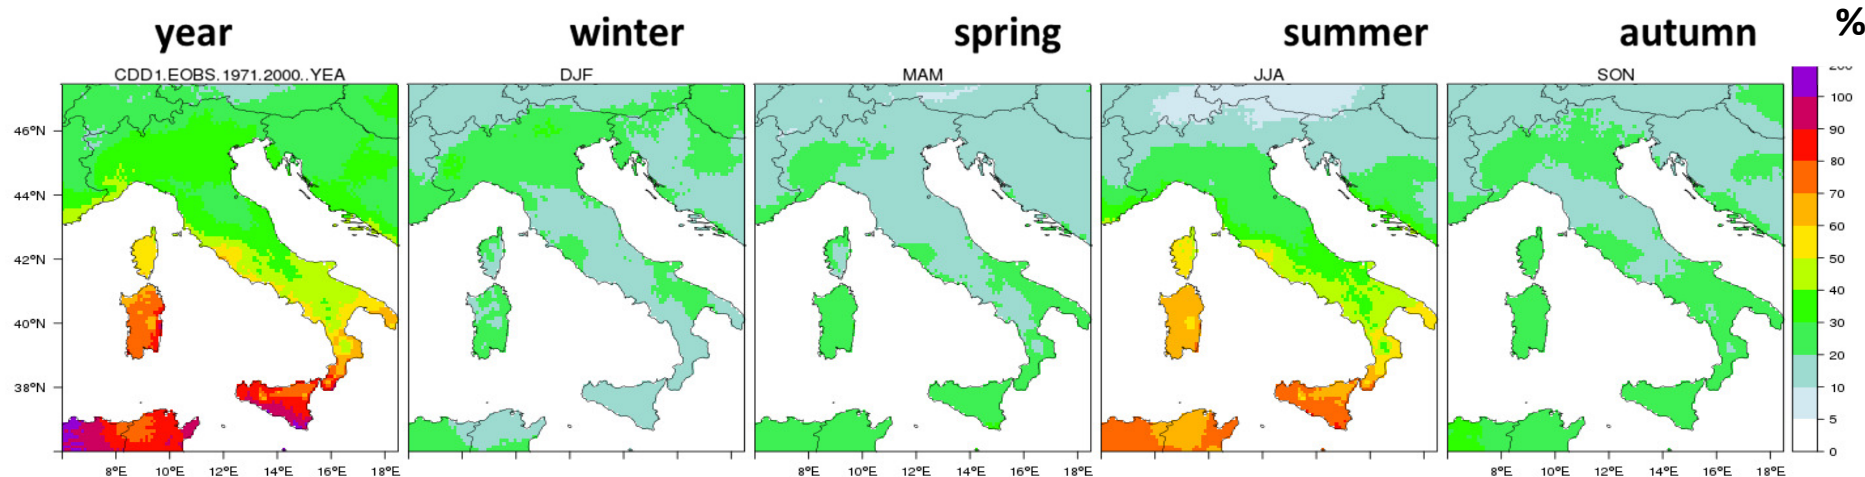 year winter spring summer autumn %
CDD1.EOBS.1971.2000..YEA DJF MAM JJA SON
200
100
90
80
70
60
50
40
30
20
10
5
0
46°N
44°N
42°N
40°N
38°N
8°E 10°E 12°E 14°E 16°E 18°E
8°E 10°E 12°E 14°E 16°E 18°E
8°E 10°E 12°E 14°E 16°E 18°E